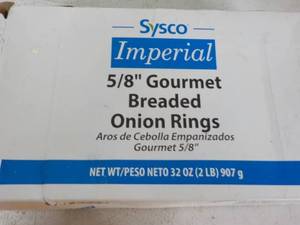 Sysco
Imperial
5/8" Gourmet
Breaded
Onion Rings
Aros de Cebolla Empanizados
Gourmet 5/8"
NET WT/PESO NETO 32 OZ (2 LB) 907 g